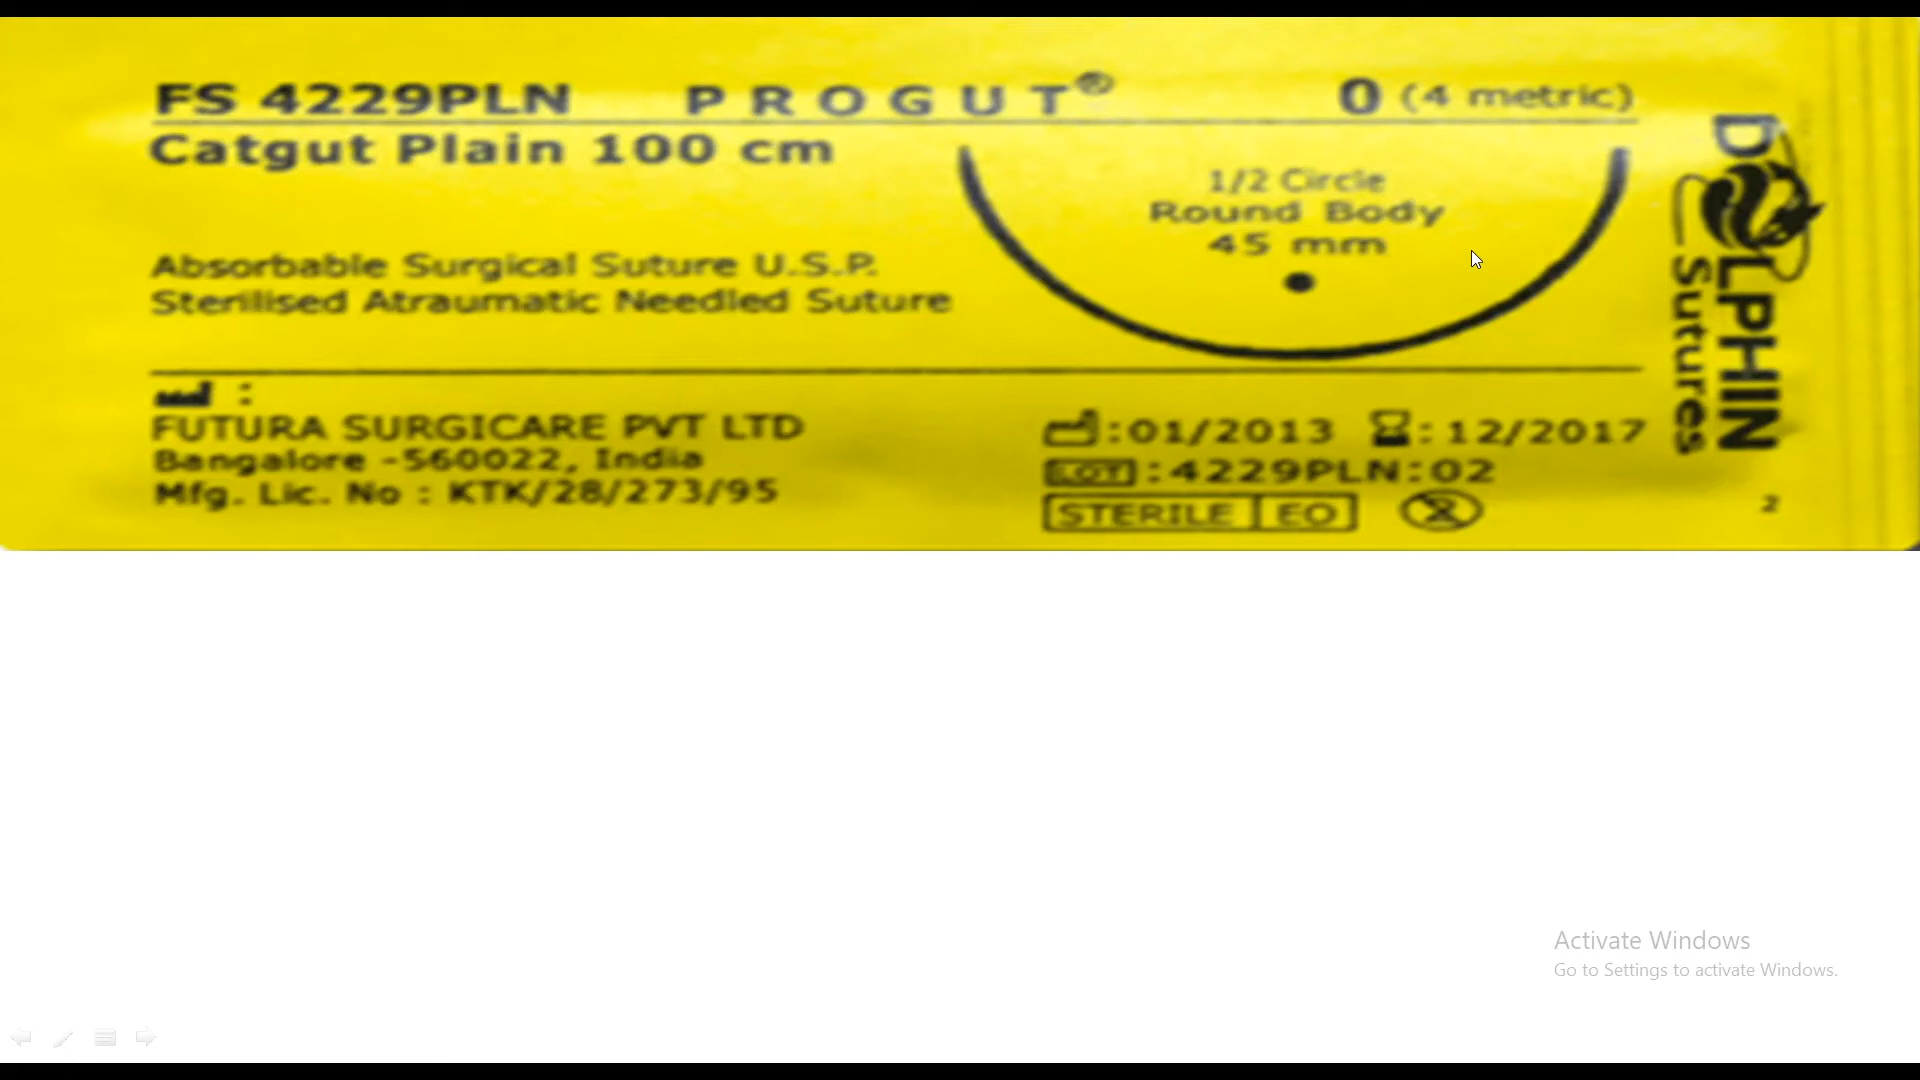 FS 4229PLN PROGUT® 0 (4 metric)
Catgut Plain 100 cm
1/2 Circle
Round Body
45 mm
Absorbable Surgical Suture U.S.P.
Sterilised Atraumatic Needled Suture
:
FUTURA SURGICARE PVT LTD
Bangalore -560022, India
Mfg. Lic. No : KTK/28/273/95
:01/2013 :12/2017
LOT :4229PLN:02
STERILE EO 2
DOLPHIN
Sutures
2
Activate Windows
Go to Settings to activate Windows.